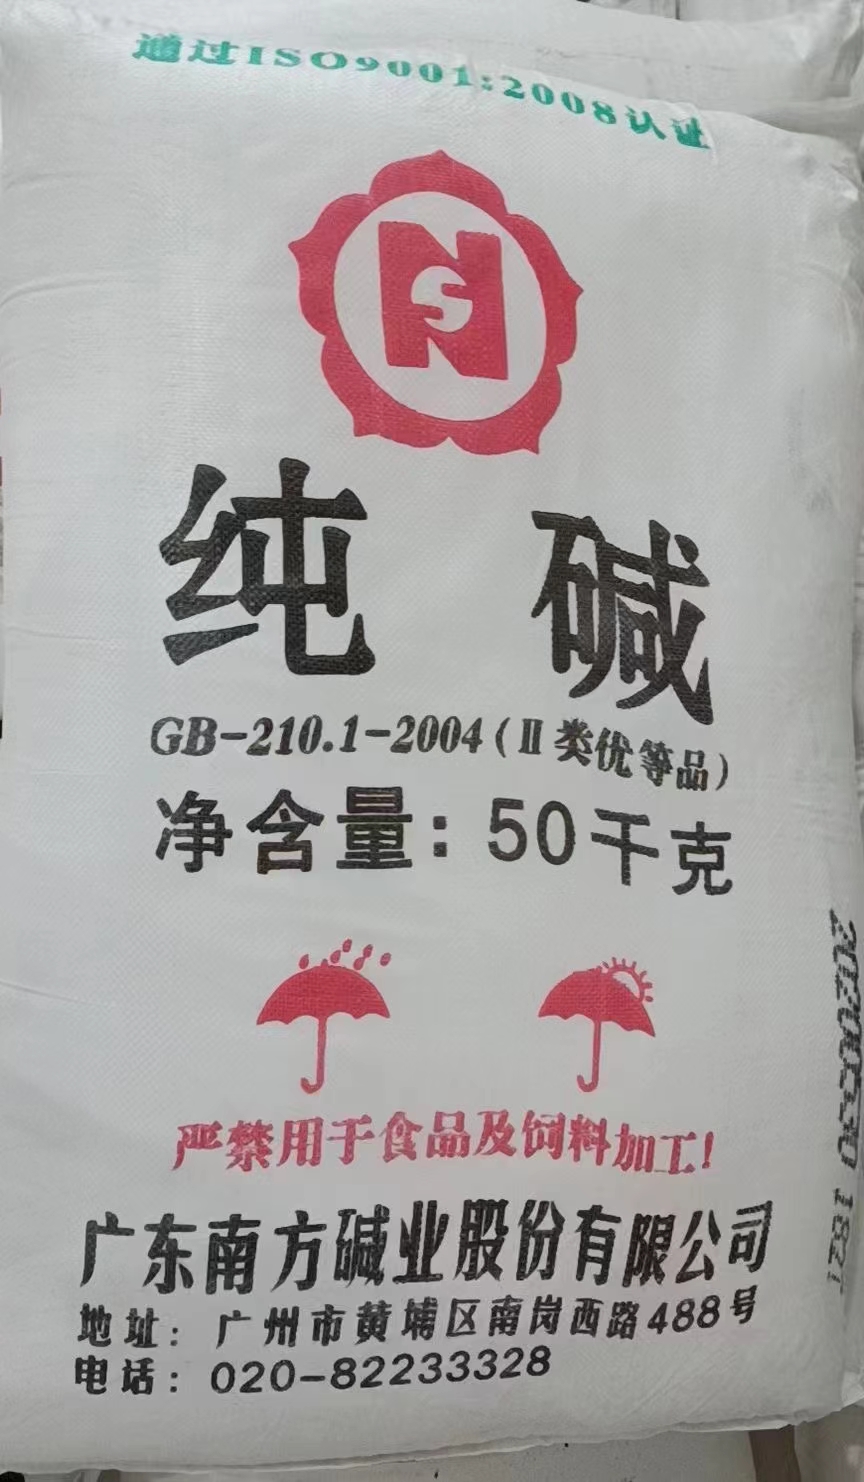 通过ISO9001:2008认证
NS
纯碱
GB-210.1-2004(Ⅱ类优等品)
净含量:50千克
严禁用于食品及饲料加工!
广东南方碱业股份有限公司
地址:广州市黄埔区南岗西路488号
电话:020-82233328